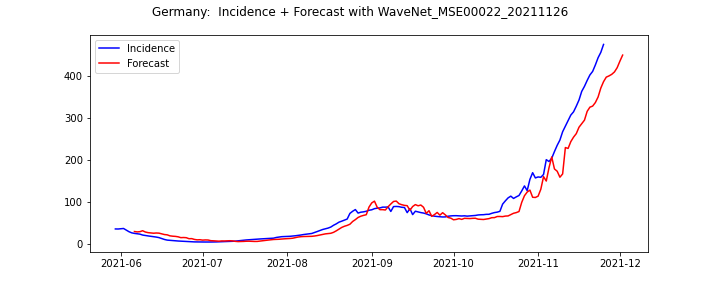 Germany:  Incidence + Forecast with WaveNet_MSE00022_20211126
Incidence
Forecast
400
300
200
100
0
2021-06 2021-07 2021-08 2021-09 2021-10 2021-11 2021-12